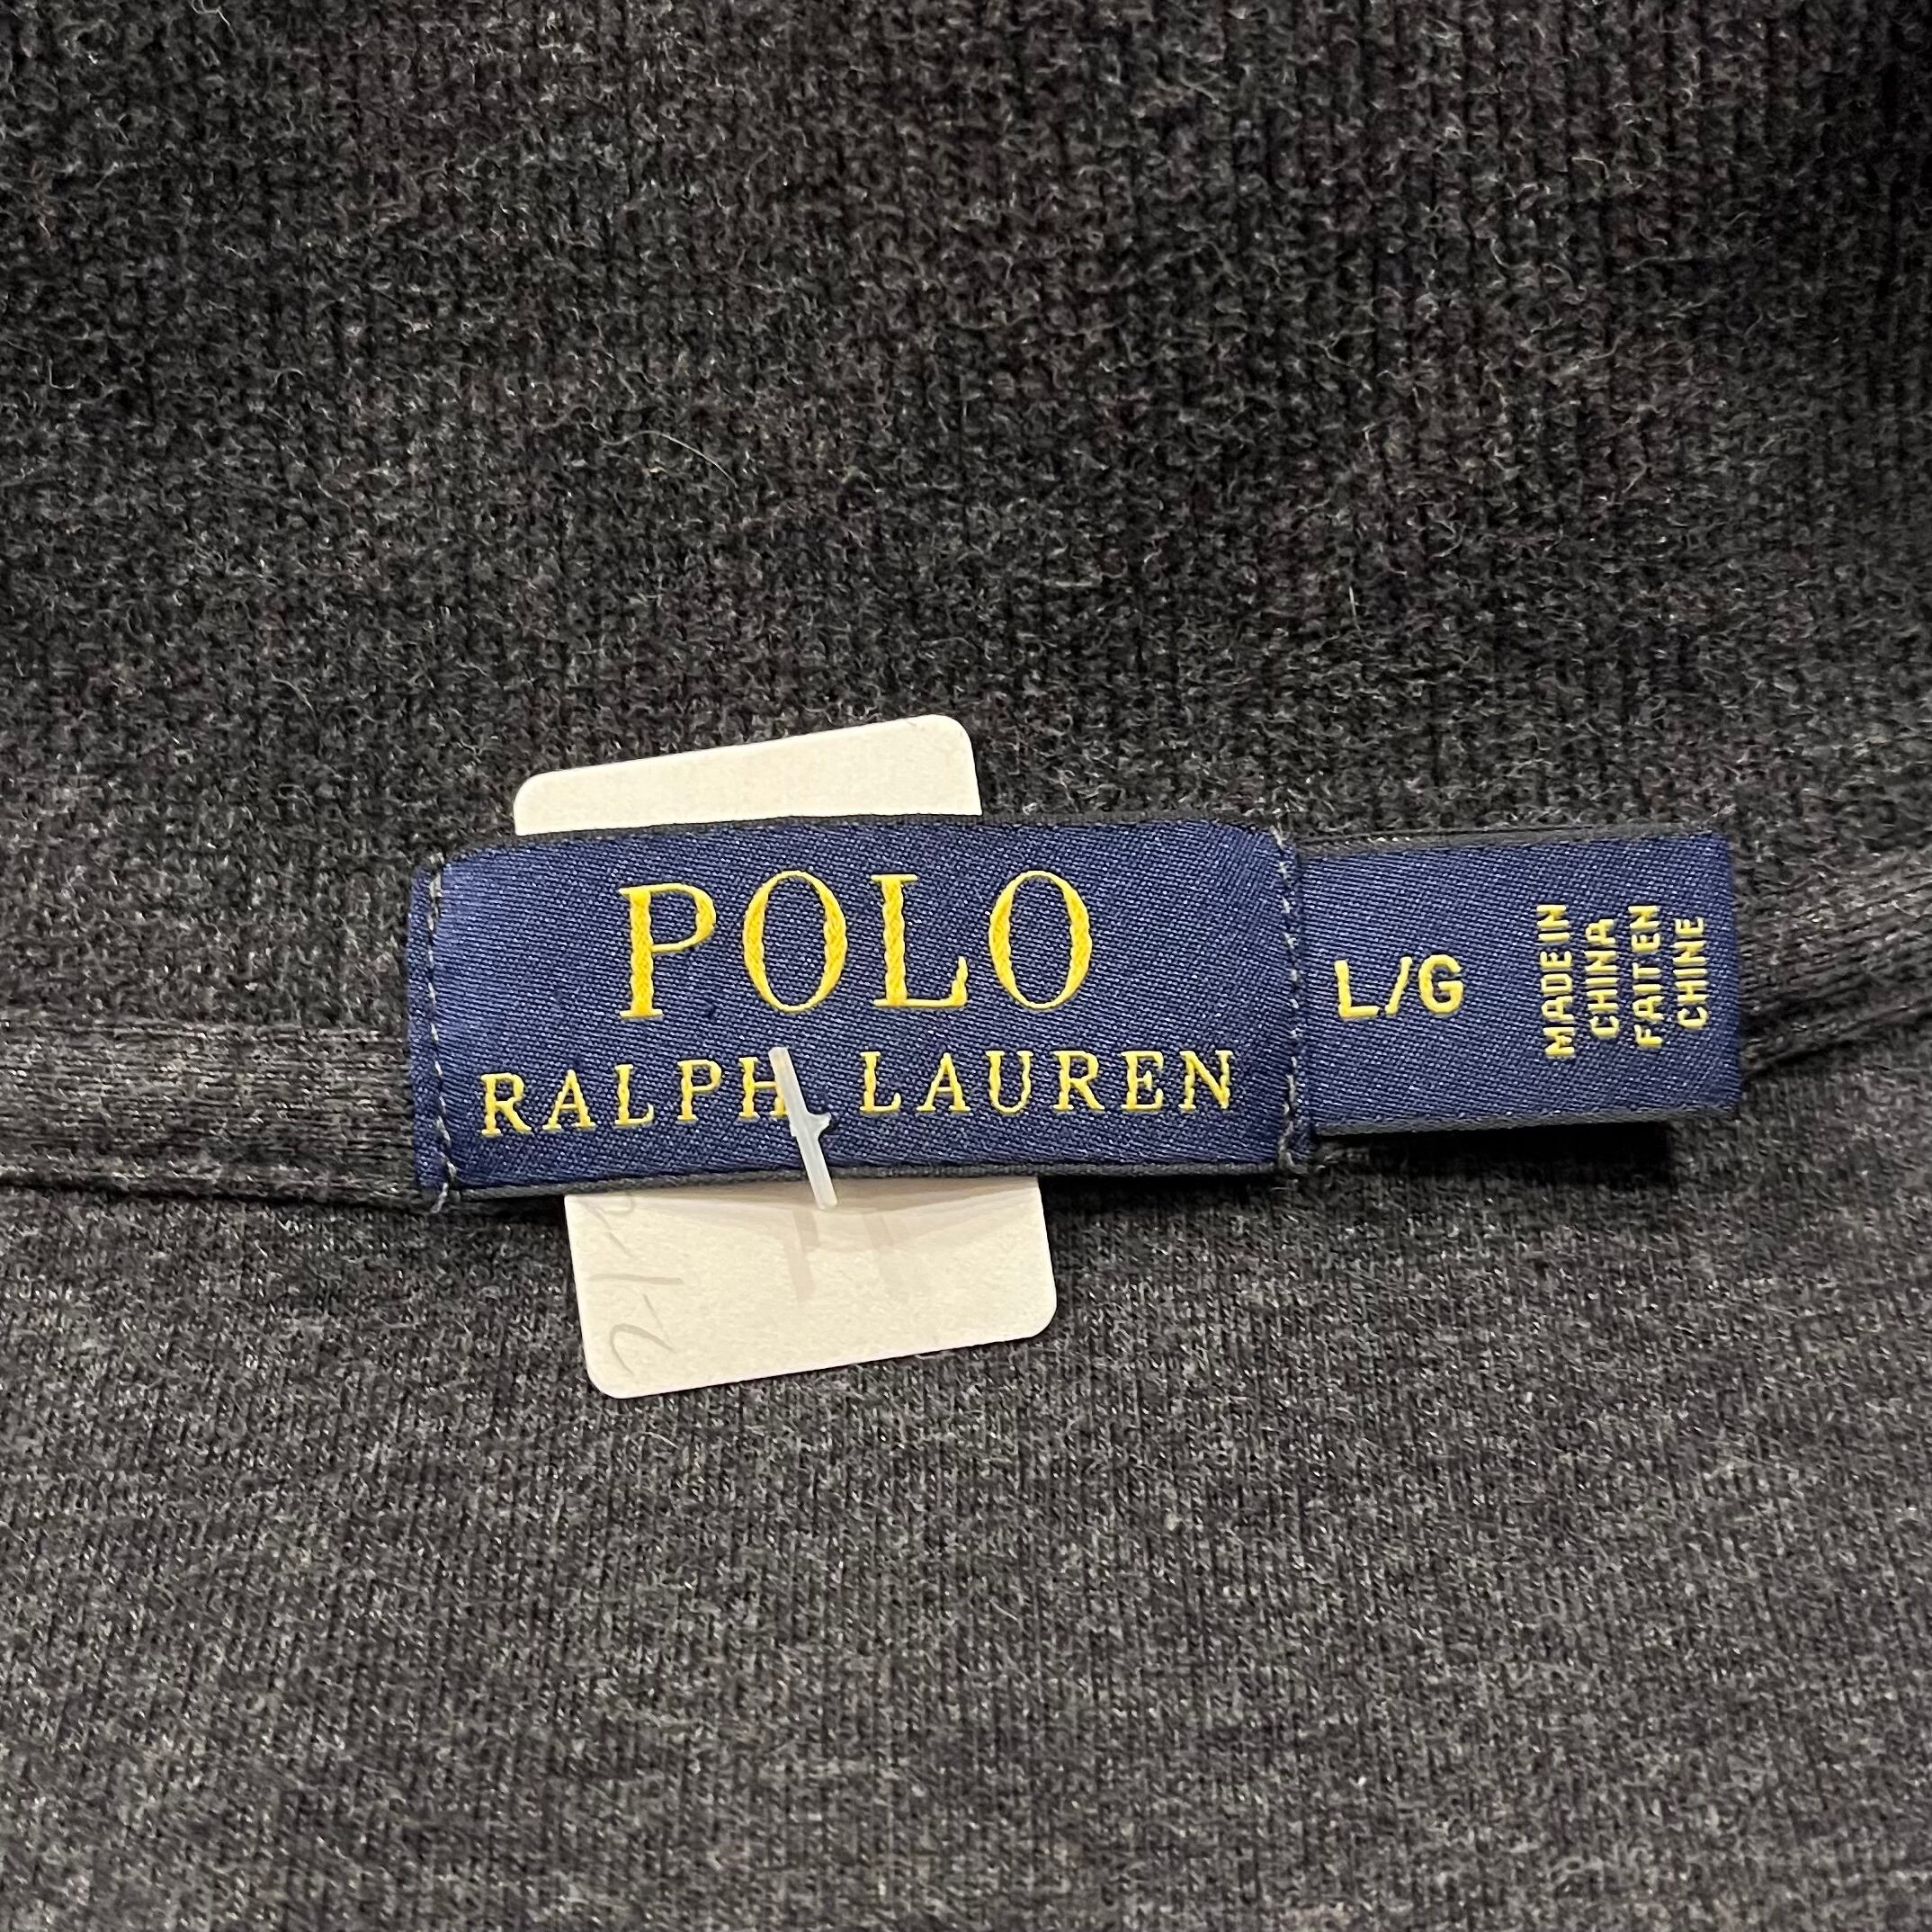 POLO
RALPH LAUREN
L/G
MADE IN
CHINA
FAIT EN
CHINE